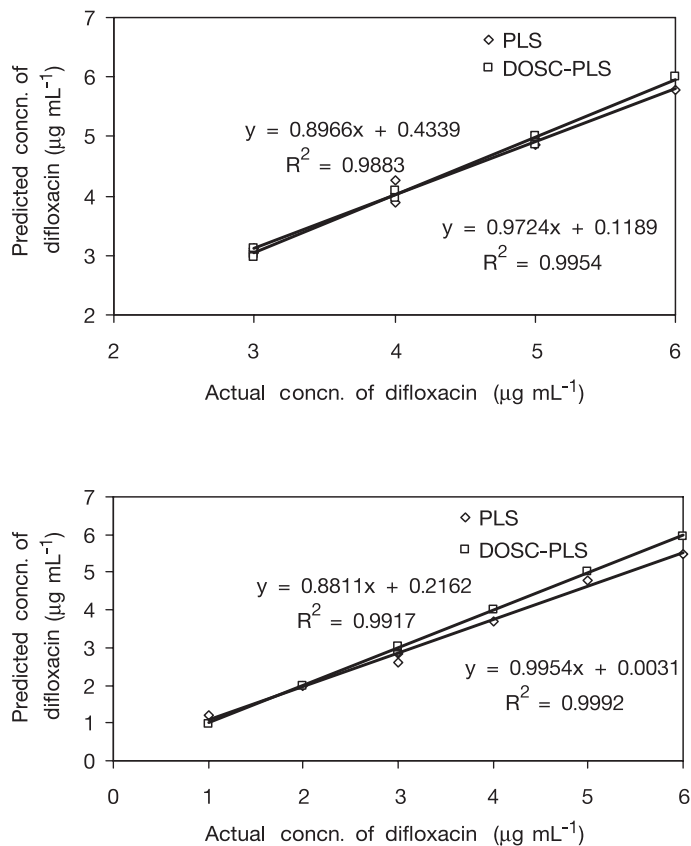 7
6
5
4
3
2
2 3 4 5 6
Predicted concn. of
difloxacin (μg mL⁻¹)
PLS
DOSC-PLS
y = 0.8966x + 0.4339
R² = 0.9883
y = 0.9724x + 0.1189
R² = 0.9954
Actual concn. of difloxacin (μg mL⁻¹)
7
6
5
4
3
2
1
0
0 1 2 3 4 5 6
Predicted concn. of
difloxacin (μg mL⁻¹)
PLS
DOSC-PLS
y = 0.8811x + 0.2162
R² = 0.9917
y = 0.9954x + 0.0031
R² = 0.9992
Actual concn. of difloxacin (μg mL⁻¹)